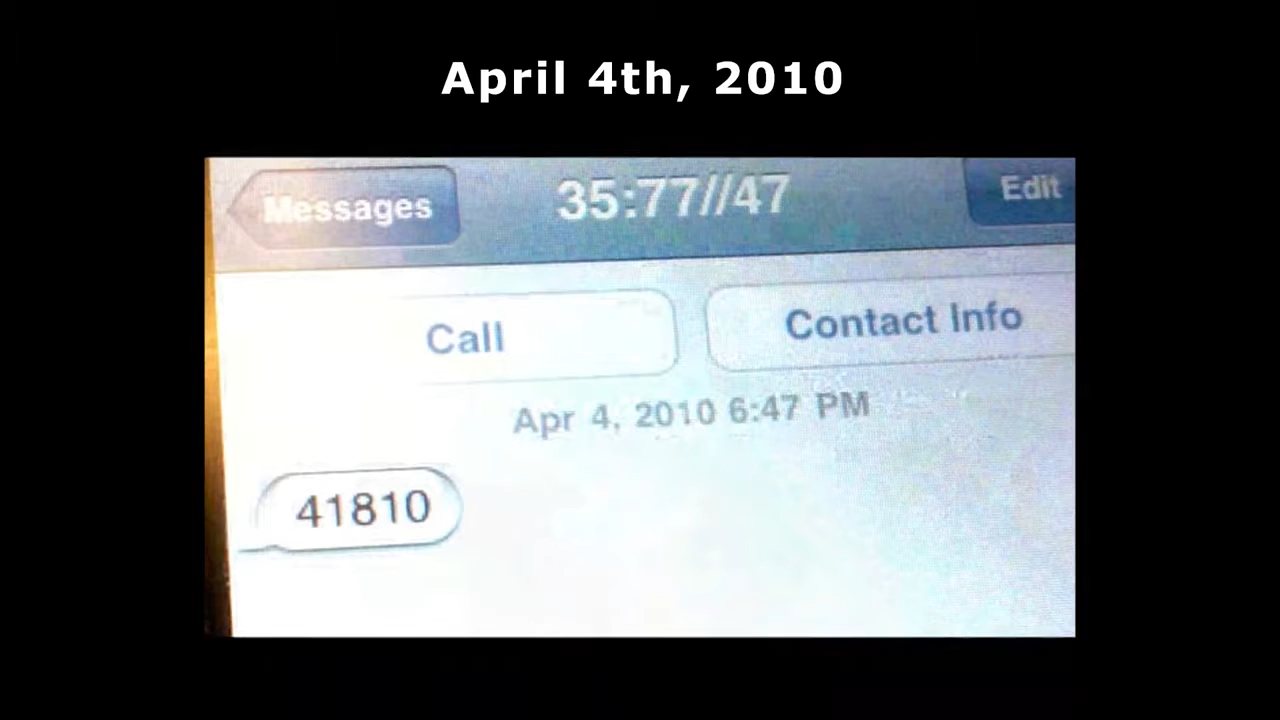 April 4th, 2010
Messages
35:77//47
Edit
Call
Contact Info
Apr 4, 2010 6:47 PM
41810